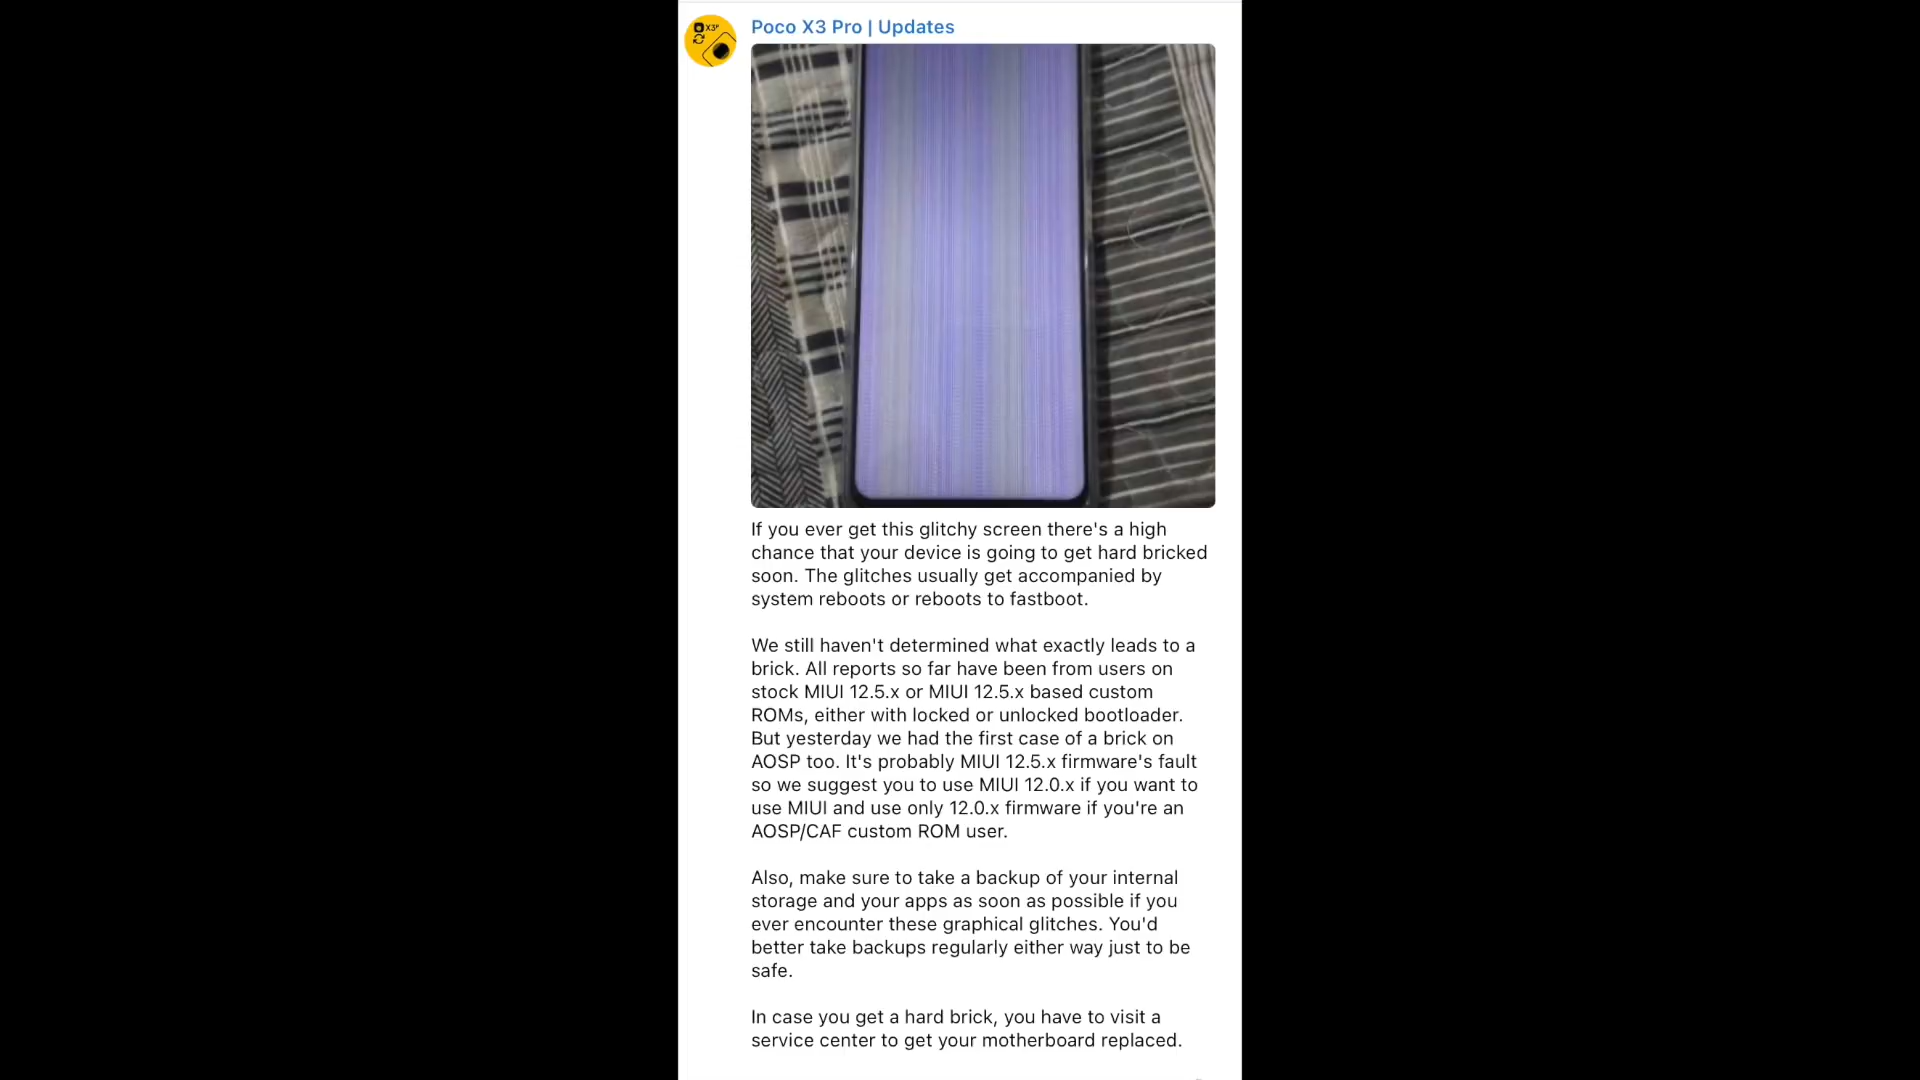 X3P
Poco X3 Pro | Updates
If you ever get this glitchy screen there's a high
chance that your device is going to get hard bricked
soon. The glitches usually get accompanied by
system reboots or reboots to fastboot.
We still haven't determined what exactly leads to a
brick. All reports so far have been from users on
stock MIUI 12.5.x or MIUI 12.5.x based custom
ROMs, either with locked or unlocked bootloader.
But yesterday we had the first case of a brick on
AOSP too. It's probably MIUI 12.5.x firmware's fault
so we suggest you to use MIUI 12.0.x if you want to
use MIUI and use only 12.0.x firmware if you're an
AOSP/CAF custom ROM user.
Also, make sure to take a backup of your internal
storage and your apps as soon as possible if you
ever encounter these graphical glitches. You'd
better take backups regularly either way just to be
safe.
In case you get a hard brick, you have to visit a
service center to get your motherboard replaced.